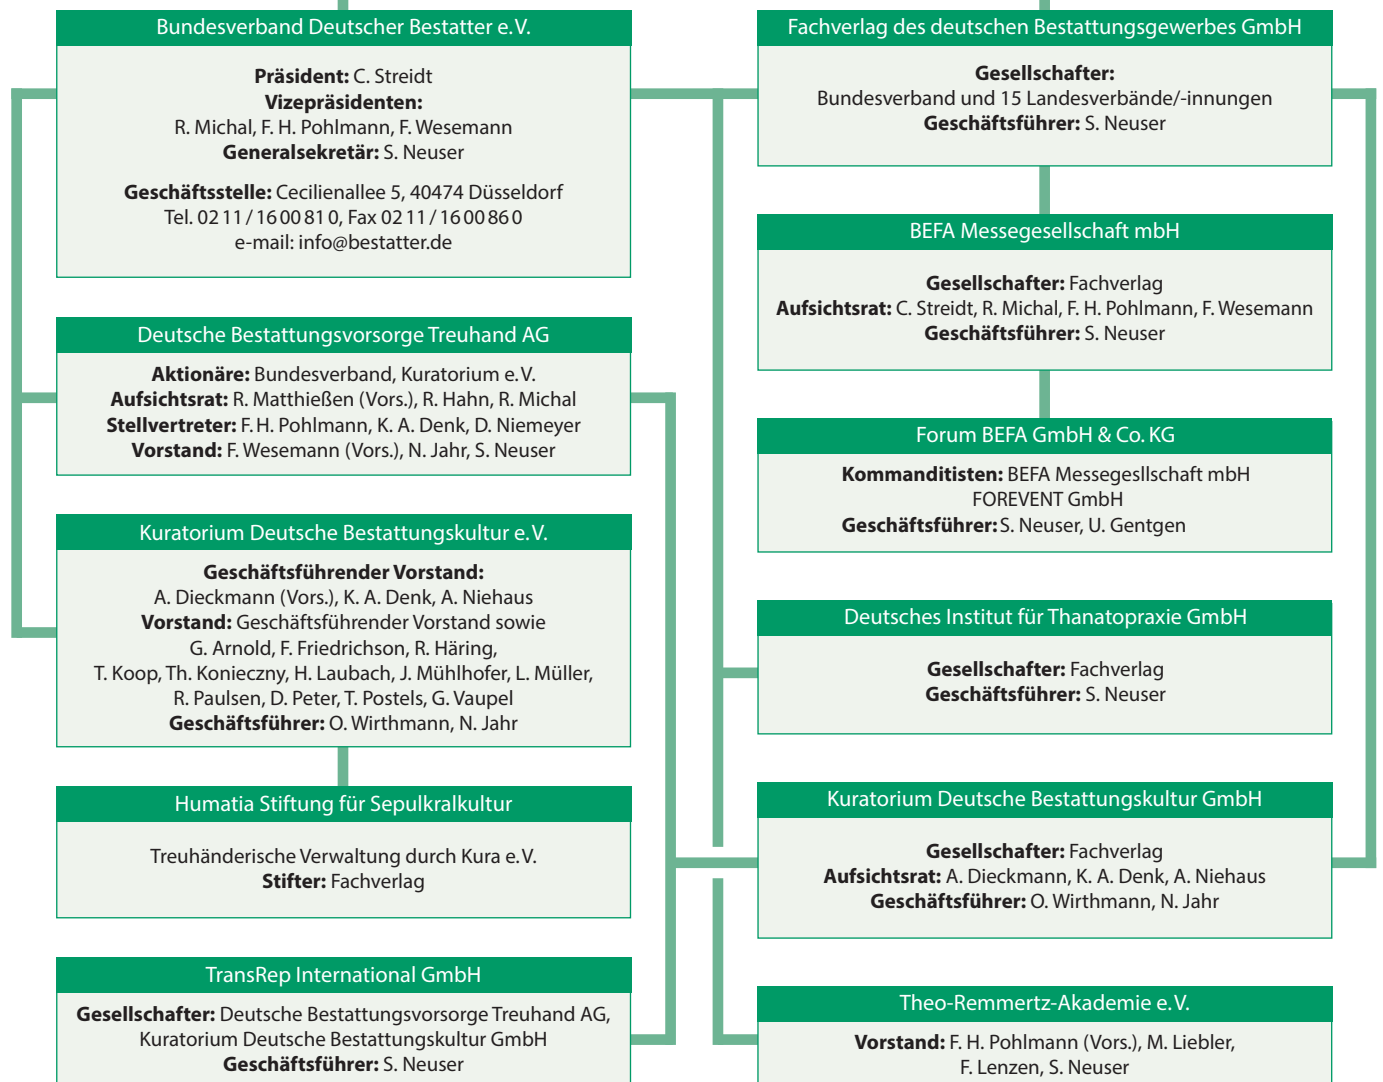 Bundesverband Deutscher Bestatter e.V.
Präsident: C. Streidt
Vizepräsidenten:
R. Michal, F. H. Pohlmann, F. Wesemann
Generalsekretär: S. Neuser
Geschäftsstelle: Cecilienallee 5, 40474 Düsseldorf
Tel. 02 11 / 16 00 81 0, Fax 02 11 / 16 00 86 0
e-mail: info@bestatter.de
Deutsche Bestattungsvorsorge Treuhand AG
Aktionäre: Bundesverband, Kuratorium e.V.
Aufsichtsrat: R. Matthießen (Vors.), R. Hahn, R. Michal
Stellvertreter: F. H. Pohlmann, K. A. Denk, D. Niemeyer
Vorstand: F. Wesemann (Vors.), N. Jahr, S. Neuser
Kuratorium Deutsche Bestattungskultur e.V.
Geschäftsführender Vorstand:
A. Dieckmann (Vors.), K. A. Denk, A. Niehaus
Vorstand: Geschäftsführender Vorstand sowie
G. Arnold, F. Friedrichson, R. Häring,
T. Koop, Th. Konieczny, H. Laubach, J. Mühlhofer, L. Müller,
R. Paulsen, D. Peter, T. Postels, G. Vaupel
Geschäftsführer: O. Wirthmann, N. Jahr
Humatia Stiftung für Sepulkralkultur
Treuhänderische Verwaltung durch Kura e.V.
Stifter: Fachverlag
TransRep International GmbH
Gesellschafter: Deutsche Bestattungsvorsorge Treuhand AG,
Kuratorium Deutsche Bestattungskultur GmbH
Geschäftsführer: S. Neuser
Fachverlag des deutschen Bestattungsgewerbes GmbH
Gesellschafter:
Bundesverband und 15 Landesverbände/-innungen
Geschäftsführer: S. Neuser
BEFA Messegesellschaft mbH
Gesellschafter: Fachverlag
Aufsichtsrat: C. Streidt, R. Michal, F. H. Pohlmann, F. Wesemann
Geschäftsführer: S. Neuser
Forum BEFA GmbH & Co. KG
Kommanditisten: BEFA Messegesllschaft mbH
FOREVENT GmbH
Geschäftsführer: S. Neuser, U. Gentgen
Deutsches Institut für Thanatopraxie GmbH
Gesellschafter: Fachverlag
Geschäftsführer: S. Neuser
Kuratorium Deutsche Bestattungskultur GmbH
Gesellschafter: Fachverlag
Aufsichtsrat: A. Dieckmann, K. A. Denk, A. Niehaus
Geschäftsführer: O. Wirthmann, N. Jahr
Theo-Remmertz-Akademie e.V.
Vorstand: F. H. Pohlmann (Vors.), M. Liebler,
F. Lenzen, S. Neuser